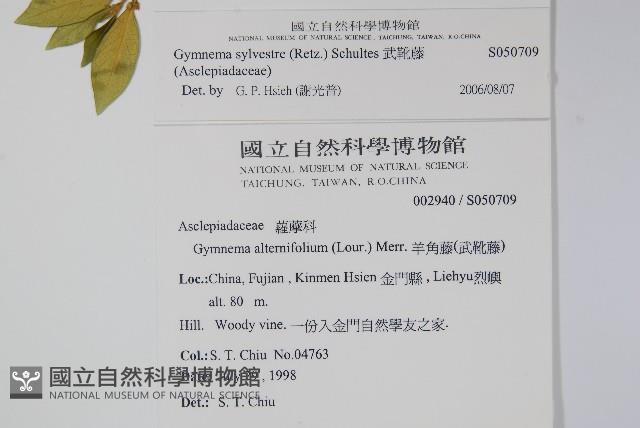 國立自然科學博物館
NATIONAL MUSEUM OF NATURAL SCIENCE, TAICHUNG, TAIWAN, R.O.CHINA
Gymnema sylvestre (Retz.) Schultes 武靴藤 S050709
(Asclepiadaceae)
Det. by G. P. Hsieh (謝光普) 2006/08/07
國立自然科學博物館
NATIONAL MUSEUM OF NATURAL SCIENCE
TAICHUNG, TAIWAN, R.O.CHINA
002940 / S050709
Asclepiadaceae 蘿藦科
Gymnema alternifolium (Lour.) Merr. 羊角藤(武靴藤)
Loc.:China, Fujian , Kinmen Hsien 金門縣 , Liehyu烈嶼
alt. 80 m.
Hill. Woody vine. 一份入金門自然學友之家.
Col.: S. T. Chiu No.04763
, 1998
Det.: S. T. Chiu
國立自然科學博物館
NATIONAL MUSEUM OF NATURAL SCIENCE